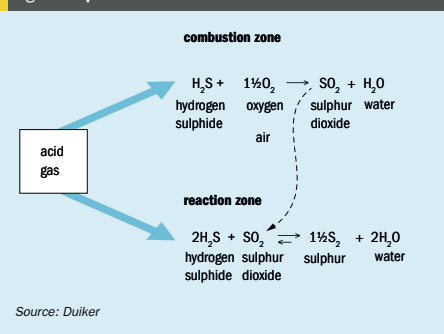 combustion zone
H₂S + 1½O₂ → SO₂ + H₂O
hydrogen oxygen sulphur water
sulphide dioxide
air
acid
gas
reaction zone
2H₂S + SO₂ ⇌ 1½S₂ + 2H₂O
hydrogen sulphur sulphur water
sulphide dioxide
Source: Duiker